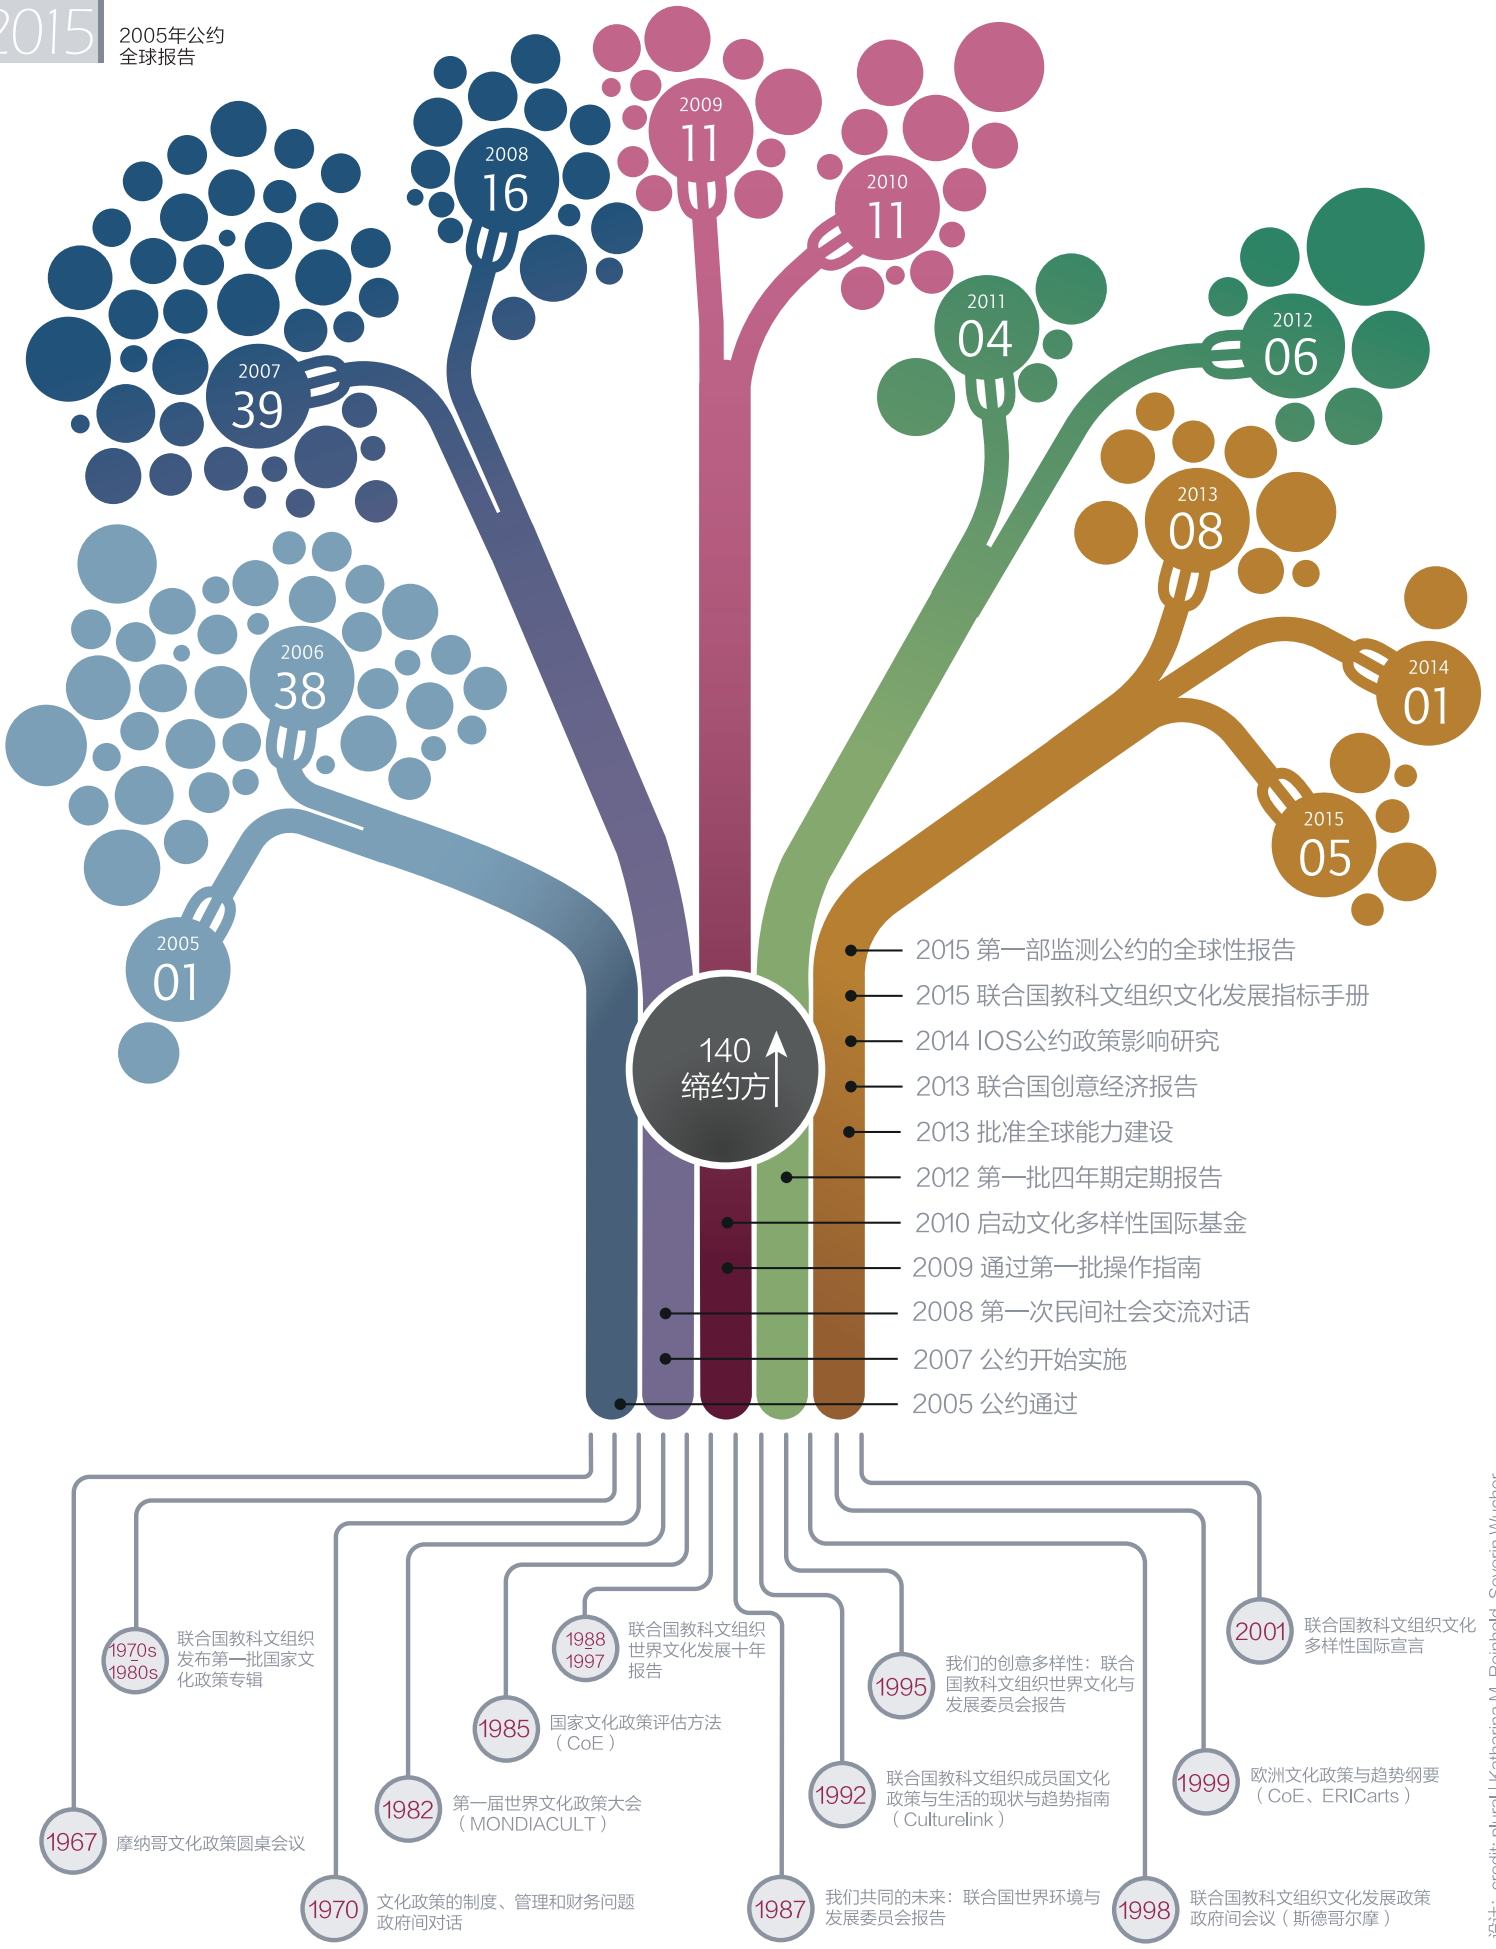 2015
2005年公约
全球报告
2005
01
2006
38
2007
39
2008
16
2009
11
2010
11
2011
04
2012
06
2013
08
2014
01
2015
05
140
缔约方
2015 第一部监测公约的全球性报告
2015 联合国教科文组织文化发展指标手册
2014 IOS公约政策影响研究
2013 联合国创意经济报告
2013 批准全球能力建设
2012 第一批四年期定期报告
2010 启动文化多样性国际基金
2009 通过第一批操作指南
2008 第一次民间社会交流对话
2007 公约开始实施
2005 公约通过
1967
摩纳哥文化政策圆桌会议
1970s
–
1980s
联合国教科文组织
发布第一批国家文
化政策专辑
1970
文化政策的制度、管理和财务问题
政府间对话
1982
第一届世界文化政策大会
（MONDIACULT）
1985
国家文化政策评估方法
（CoE）
1988
–
1997
联合国教科文组织
世界文化发展十年
报告
1987
我们共同的未来：联合国世界环境与
发展委员会报告
1992
联合国教科文组织成员国文化
政策与生活的现状与趋势指南
（Culturelink）
1995
我们的创意多样性：联合
国教科文组织世界文化与
发展委员会报告
1998
联合国教科文组织文化发展政策
政府间会议（斯德哥尔摩）
1999
欧洲文化政策与趋势纲要
（CoE、ERICarts）
2001
联合国教科文组织文化
多样性国际宣言
设计：credit: plural | Katharina M. Reinhold, Severin Wucher